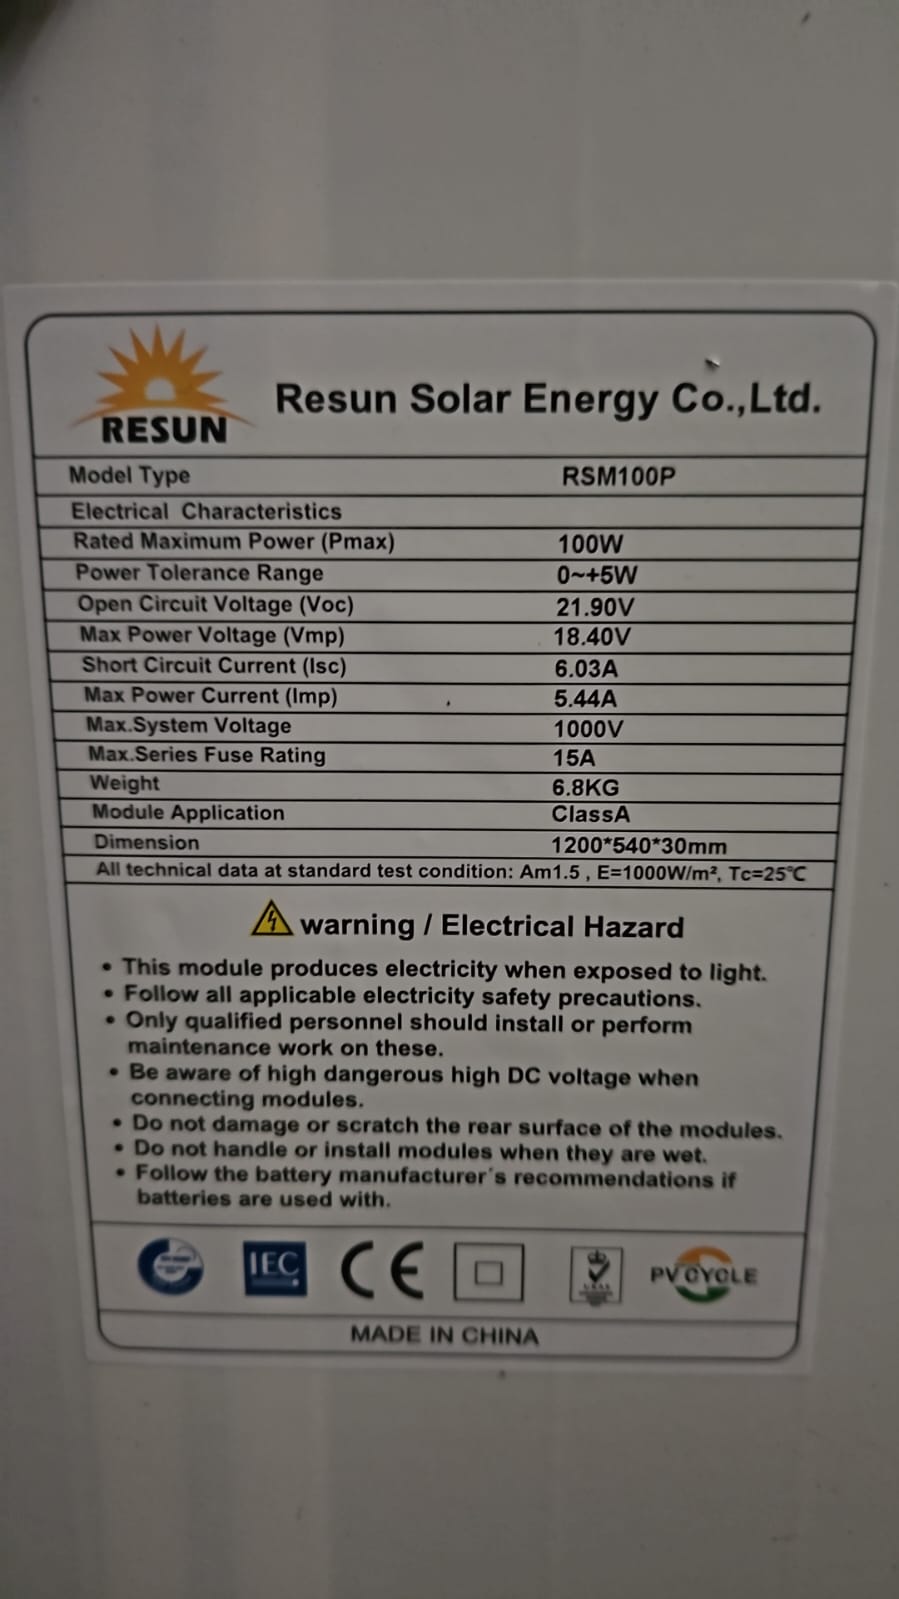 RESUN
Resun Solar Energy Co.,Ltd.
Model Type RSM100P
Electrical Characteristics
Rated Maximum Power (Pmax) 100W
Power Tolerance Range 0~+5W
Open Circuit Voltage (Voc) 21.90V
Max Power Voltage (Vmp) 18.40V
Short Circuit Current (Isc) 6.03A
Max Power Current (Imp) 5.44A
Max.System Voltage 1000V
Max.Series Fuse Rating 15A
Weight 6.8KG
Module Application ClassA
Dimension 1200*540*30mm
All technical data at standard test condition: Am1.5 , E=1000W/m², Tc=25℃
warning / Electrical Hazard
• This module produces electricity when exposed to light.
• Follow all applicable electricity safety precautions.
• Only qualified personnel should install or perform
maintenance work on these.
• Be aware of high dangerous high DC voltage when
connecting modules.
• Do not damage or scratch the rear surface of the modules.
• Do not handle or install modules when they are wet.
• Follow the battery manufacturer's recommendations if
batteries are used with.
IEC CE PV CYCLE
MADE IN CHINA